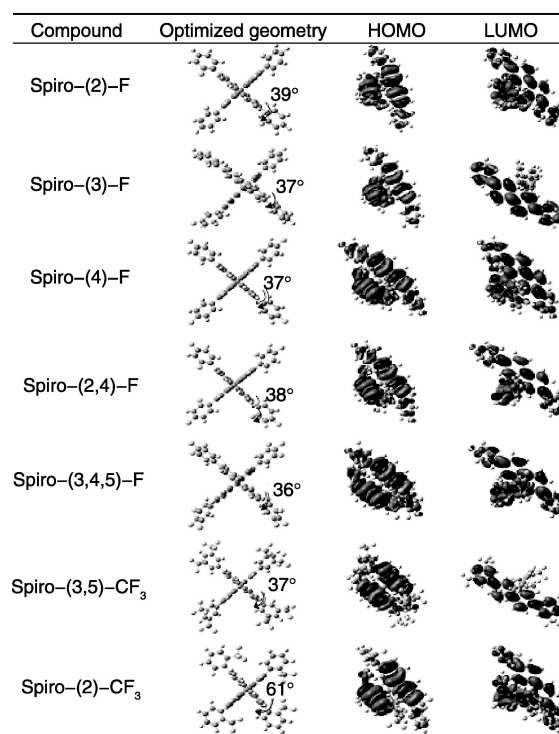 Compound Optimized geometry HOMO LUMO
Spiro–(2)–F 39°
Spiro–(3)–F 37°
Spiro–(4)–F 37°
Spiro–(2,4)–F 38°
Spiro–(3,4,5)–F 36°
Spiro–(3,5)–CF₃ 37°
Spiro–(2)–CF₃ 61°